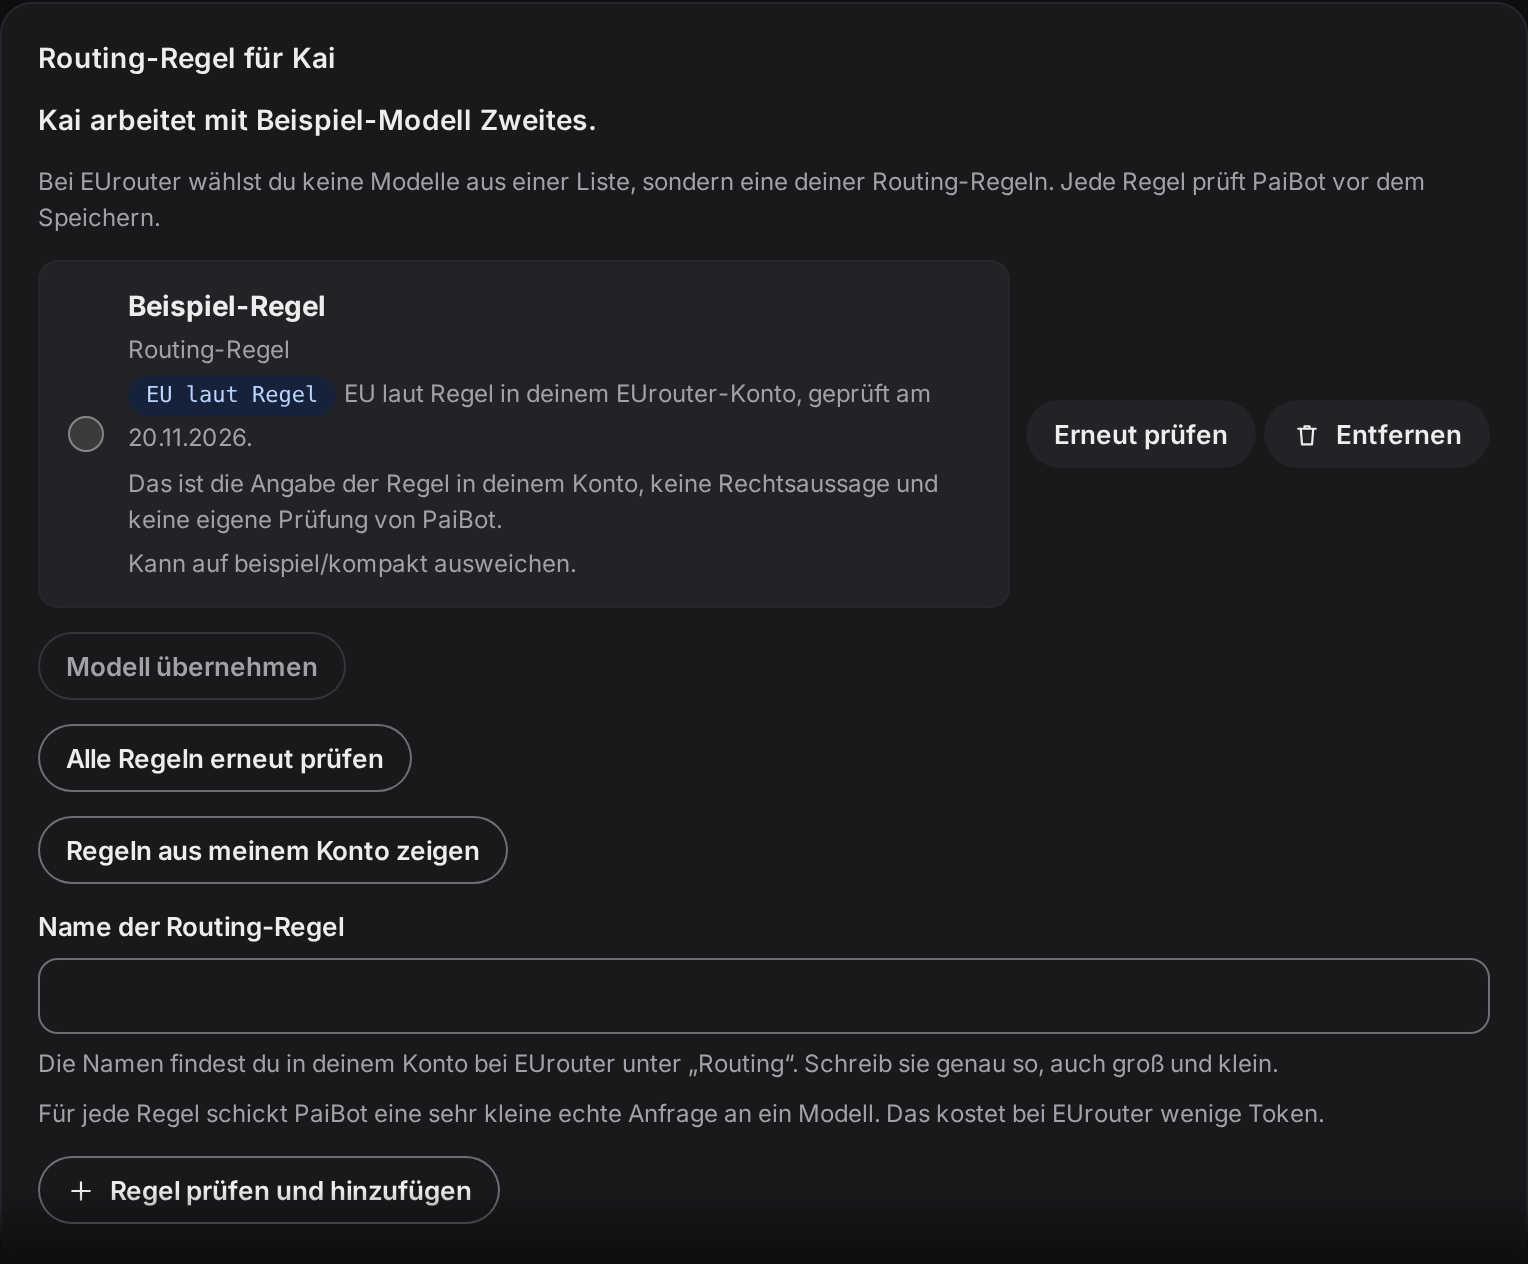 Routing-Regel für Kai
Kai arbeitet mit Beispiel-Modell Zweites.
Bei EUrouter wählst du keine Modelle aus einer Liste, sondern eine deiner Routing-Regeln. Jede Regel prüft PaiBot vor dem
Speichern.
Beispiel-Regel
Routing-Regel
EU laut Regel EU laut Regel in deinem EUrouter-Konto, geprüft am
20.11.2026.
Das ist die Angabe der Regel in deinem Konto, keine Rechtsaussage und
keine eigene Prüfung von PaiBot.
Kann auf beispiel/kompakt ausweichen.
Erneut prüfen
Entfernen
Modell übernehmen
Alle Regeln erneut prüfen
Regeln aus meinem Konto zeigen
Name der Routing-Regel
Die Namen findest du in deinem Konto bei EUrouter unter „Routing“. Schreib sie genau so, auch groß und klein.
Für jede Regel schickt PaiBot eine sehr kleine echte Anfrage an ein Modell. Das kostet bei EUrouter wenige Token.
Regel prüfen und hinzufügen